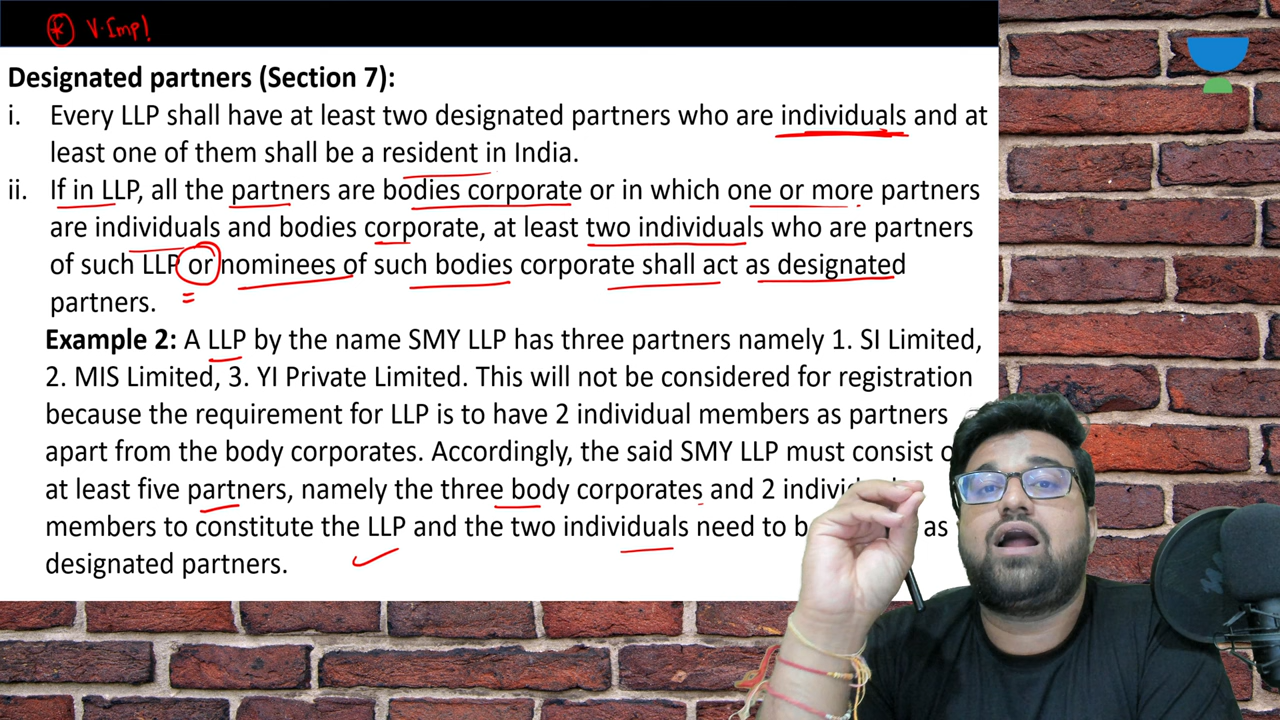 V. Imp!
Designated partners (Section 7):
i. Every LLP shall have at least two designated partners who are individuals and at
least one of them shall be a resident in India.
ii. If in LLP, all the partners are bodies corporate or in which one or more partners
are individuals and bodies corporate, at least two individuals who are partners
of such LLP or nominees of such bodies corporate shall act as designated
partners.
Example 2: A LLP by the name SMY LLP has three partners namely 1. SI Limited,
2. MIS Limited, 3. YI Private Limited. This will not be considered for registration
because the requirement for LLP is to have 2 individual members as partners
apart from the body corporates. Accordingly, the said SMY LLP must consist
at least five partners, namely the three body corporates and 2
members to constitute the LLP and the two individuals need to as
designated partners.